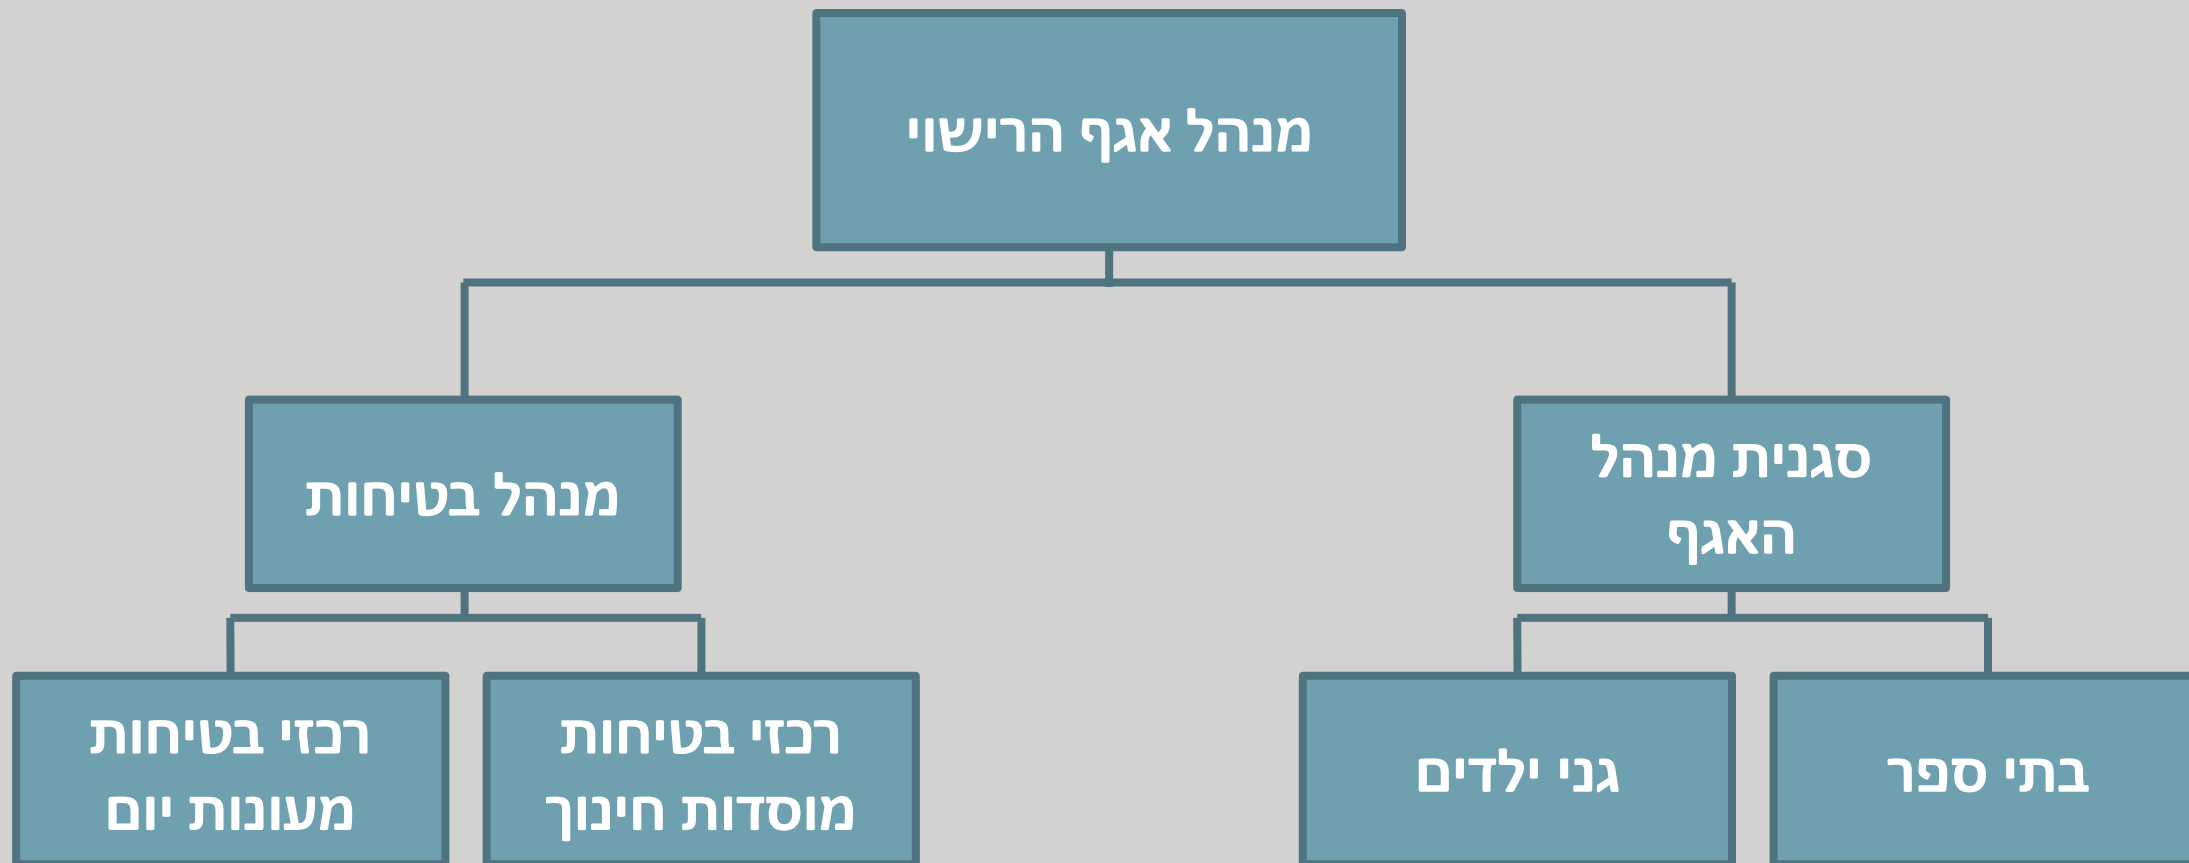 מנהל אגף הרישוי
סגנית מנהל
האגף
מנהל בטיחות
בתי ספר
גני ילדים
רכזי בטיחות
מוסדות חינוך
רכזי בטיחות
מעונות יום